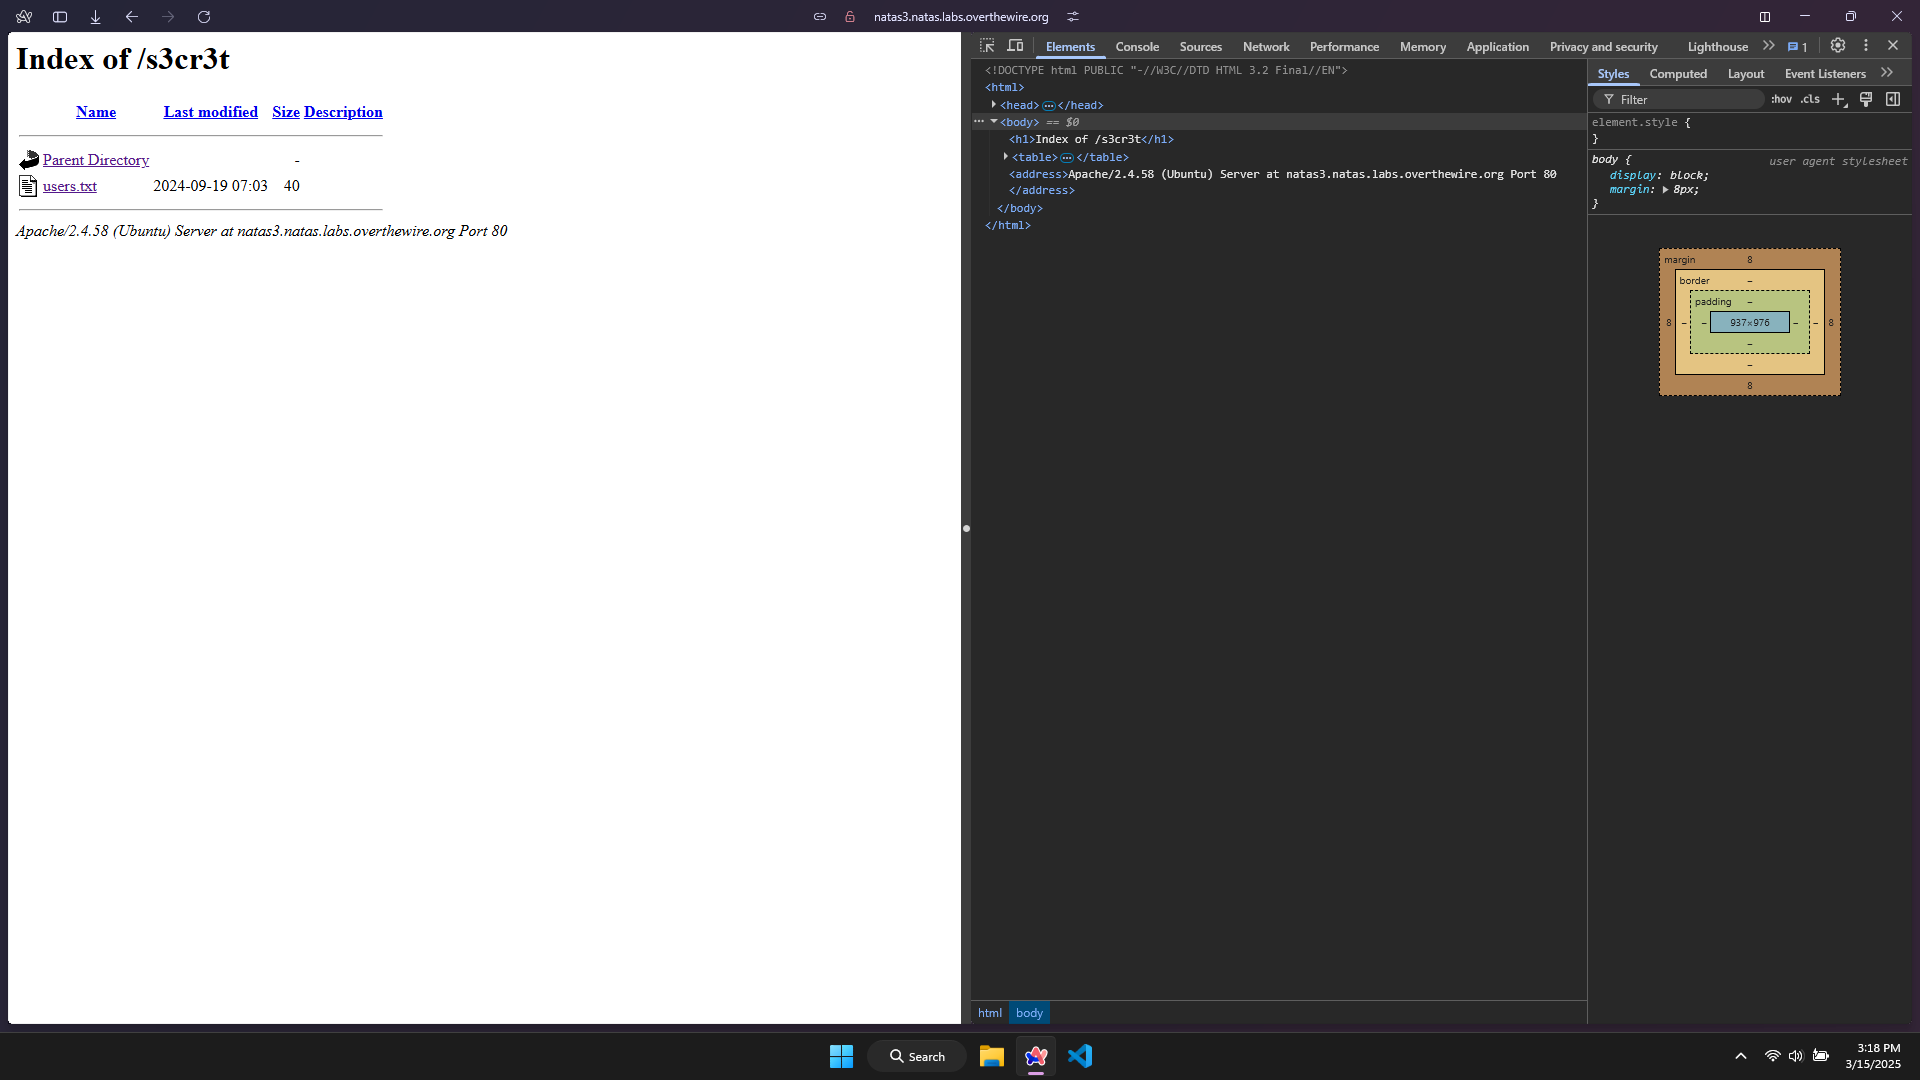 natas3.natas.labs.overthewire.org
Index of /s3cr3t
Name Last modified Size Description
Parent Directory -
users.txt 2024-09-19 07:03 40
Apache/2.4.58 (Ubuntu) Server at natas3.natas.labs.overthewire.org Port 80
Elements Console Sources Network Performance Memory Application Privacy and security Lighthouse 1
<!DOCTYPE html PUBLIC "-//W3C//DTD HTML 3.2 Final//EN">
<html>
<head>…</head>
<body> == $0
<h1>Index of /s3cr3t</h1>
<table>…</table>
<address>Apache/2.4.58 (Ubuntu) Server at natas3.natas.labs.overthewire.org Port 80
</address>
</body>
</html>
html body
Styles Computed Layout Event Listeners
Filter :hov .cls
element.style {
}
body { user agent stylesheet
display: block;
margin: 8px;
}
margin 8
border –
padding –
8 – – 937×976 – – 8
–
–
8
Search
3:18 PM
3/15/2025